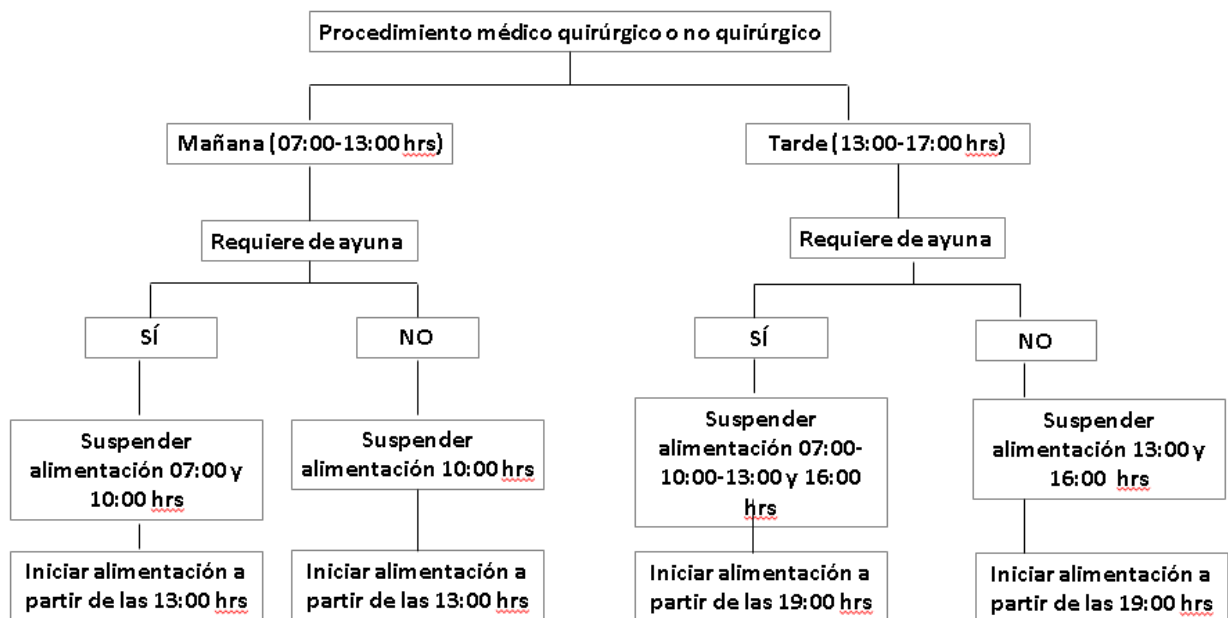 Procedimiento médico quirúrgico o no quirúrgico
Mañana (07:00-13:00 hrs)
Tarde (13:00-17:00 hrs)
Requiere de ayuna
Requiere de ayuna
SÍ
NO
SÍ
NO
Suspender
alimentación 07:00 y
10:00 hrs
Suspender
alimentación 10:00 hrs
Suspender
alimentación 07:00-
10:00-13:00 y 16:00
hrs
Suspender
alimentación 13:00 y
16:00 hrs
Iniciar alimentación a
partir de las 13:00 hrs
Iniciar alimentación a
partir de las 13:00 hrs
Iniciar alimentación a
partir de las 19:00 hrs
Iniciar alimentación a
partir de las 19:00 hrs